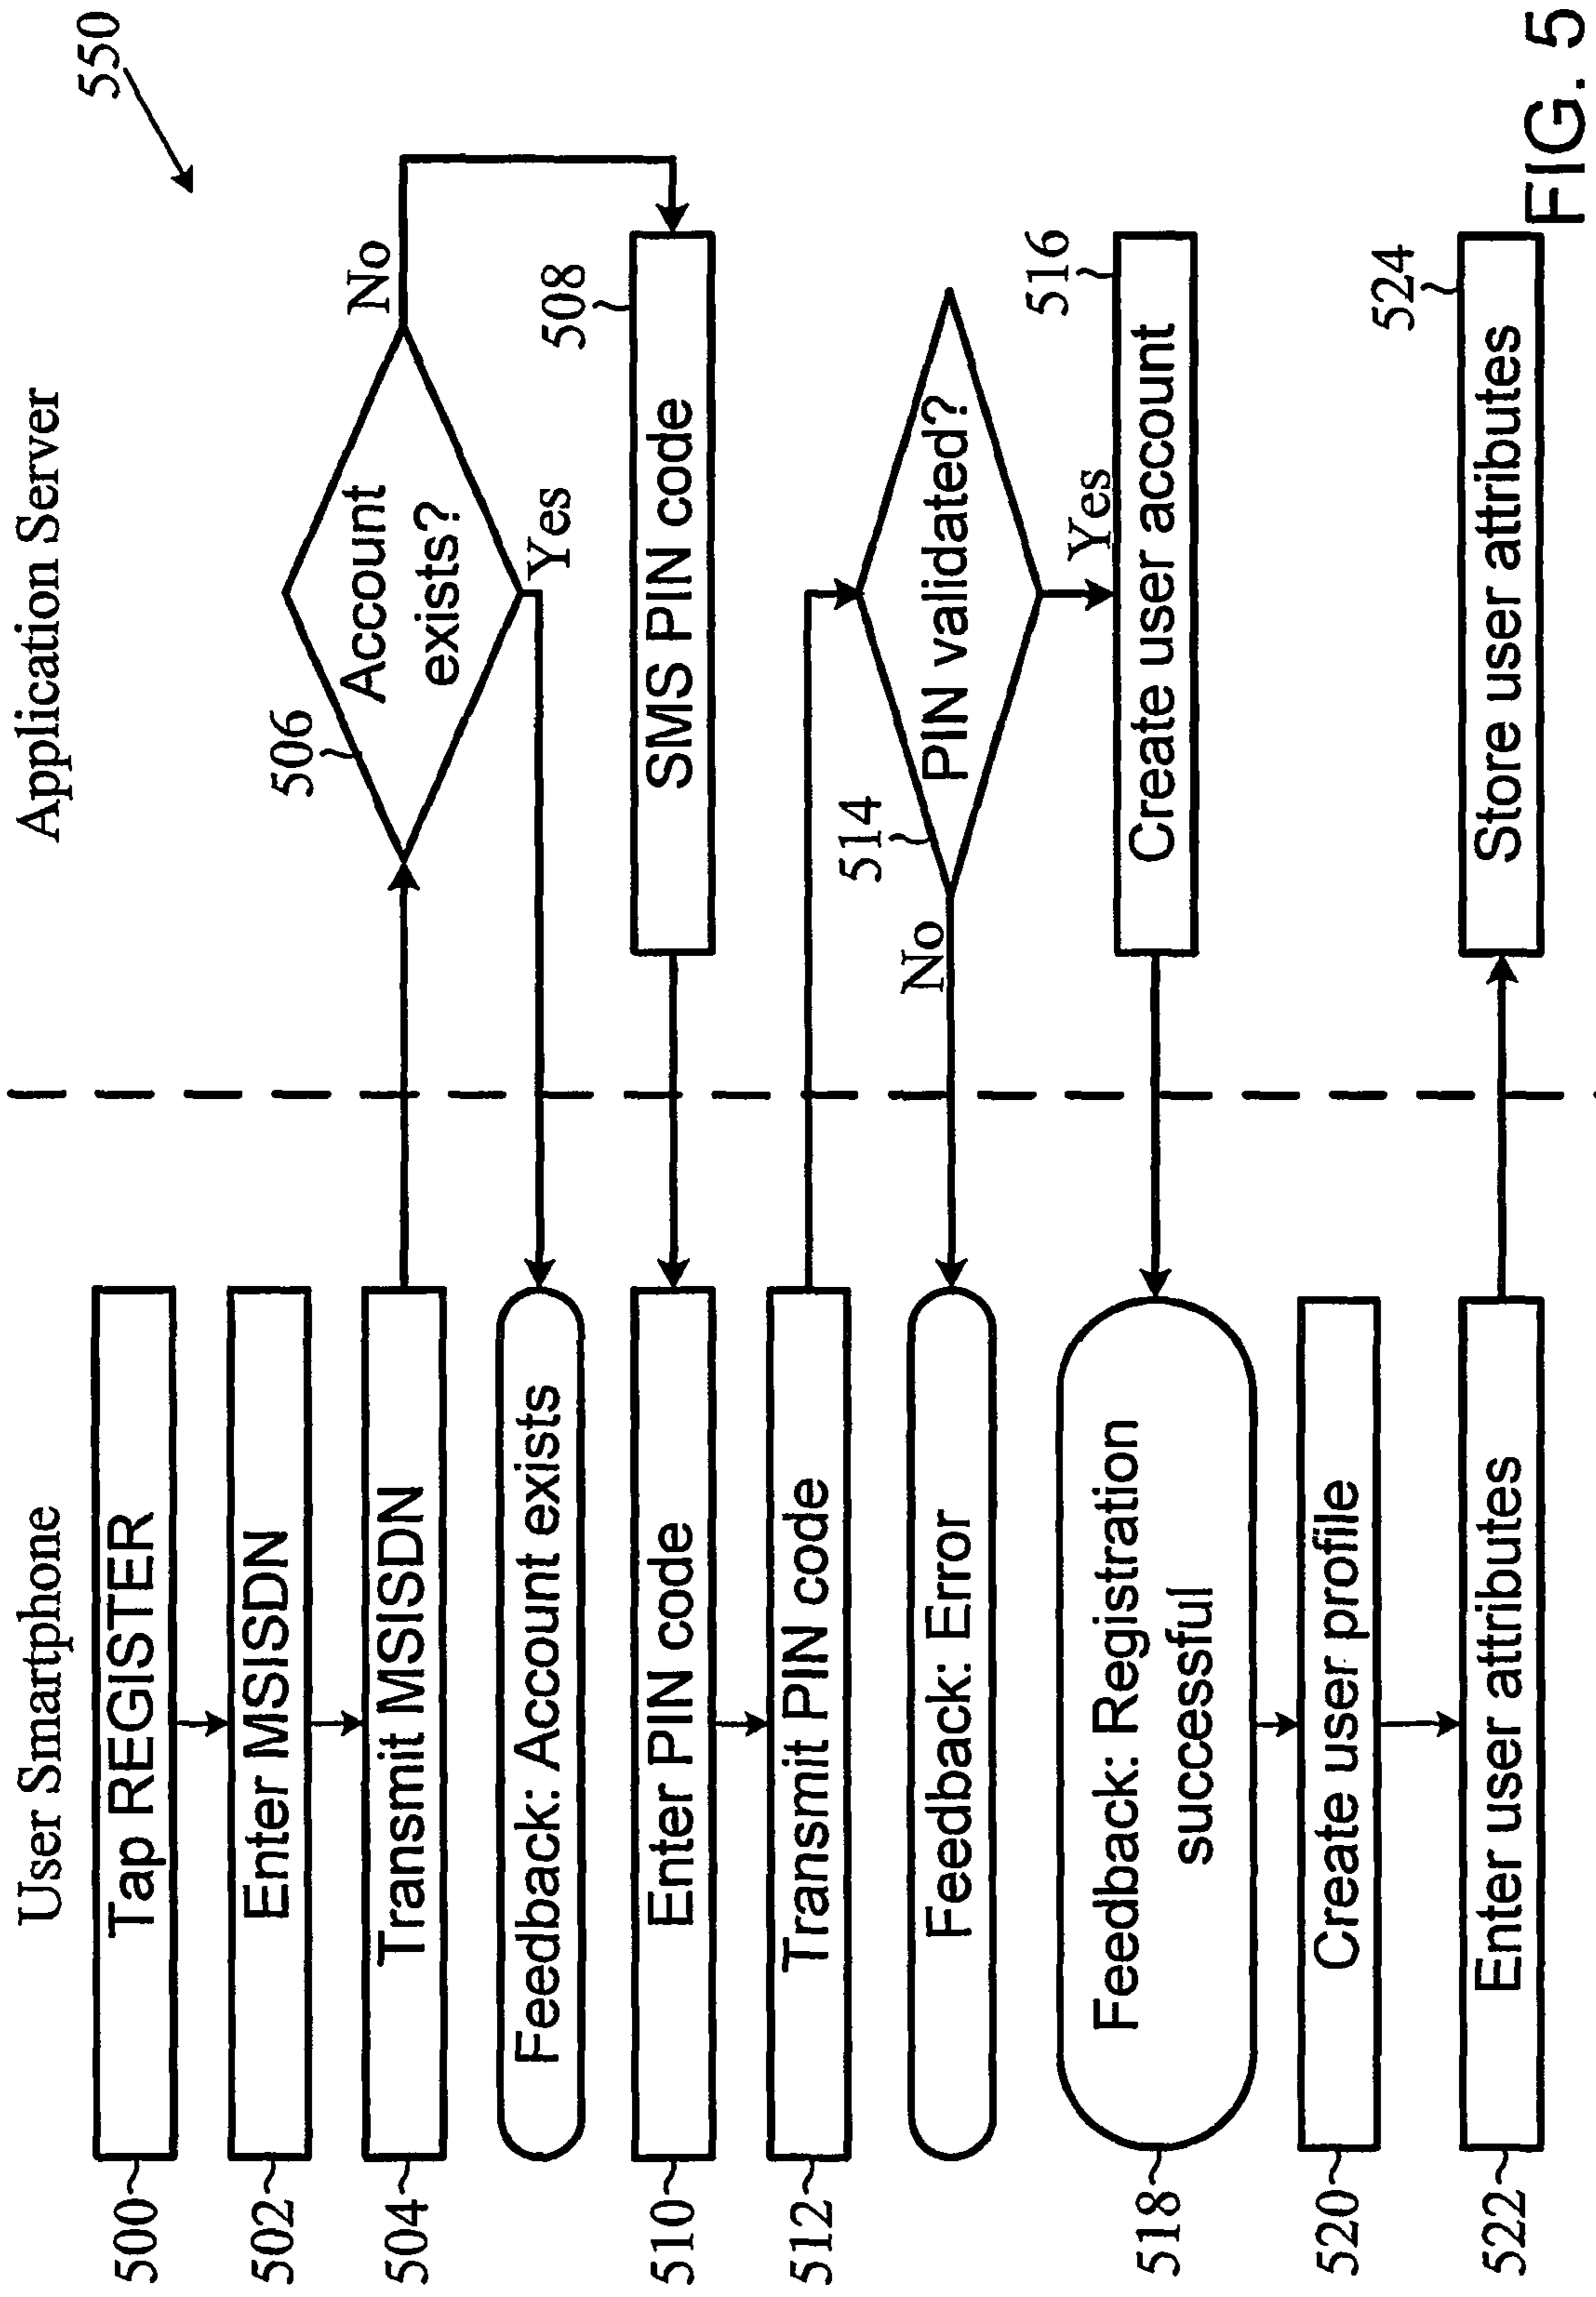 550
User Smartphone
Application Server
500
Tap REGISTER
502
Enter MSISDN
504
Transmit MSISDN
506
Account
exists?
No
Yes
Feedback: Account exists
508
SMS PIN code
510
Enter PIN code
512
Transmit PIN code
514
PIN validated?
No
Yes
Feedback: Error
516
Create user account
518
Feedback: Registration
successful
520
Create user profile
522
Enter user attributes
524
Store user attributes
FIG. 5